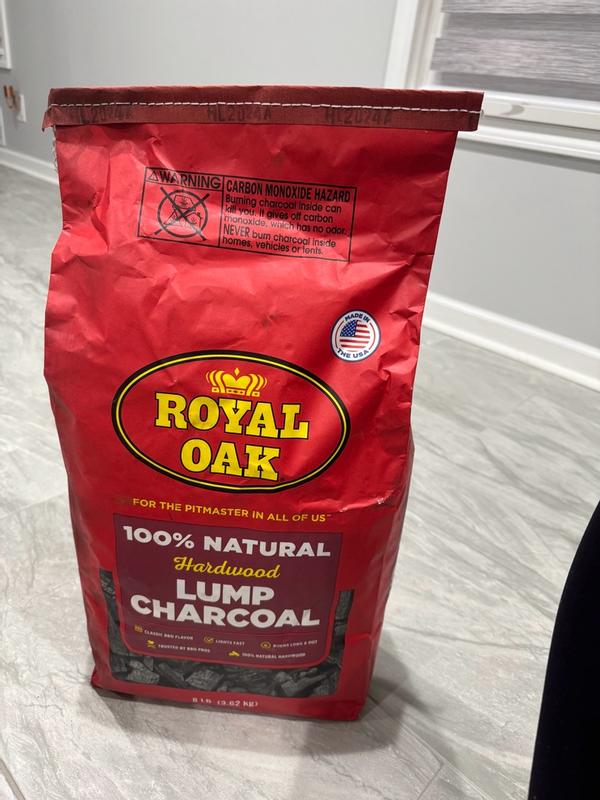 HL2024A HL2024A HL2024A
WARNING
CARBON MONOXIDE HAZARD
Burning charcoal inside can
kill you. It gives off carbon
monoxide, which has no odor.
NEVER burn charcoal inside
homes, vehicles or tents.
MADE IN
THE USA
ROYAL
OAK
FOR THE PITMASTER IN ALL OF US™
100% NATURAL
Hardwood
LUMP
CHARCOAL
CLASSIC BBQ FLAVOR LIGHTS FAST BURNS LONG & HOT
TRUSTED BY BBQ PROS 100% NATURAL HARDWOOD
8 LB (3.62 kg)